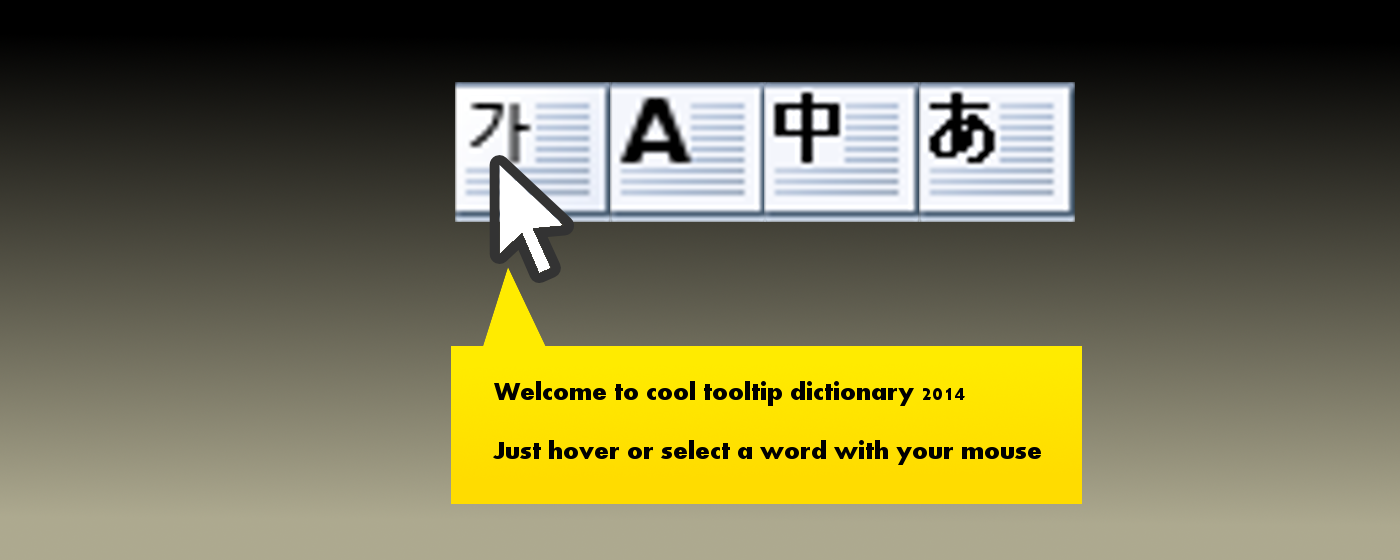 가 A 中 あ
Welcome to cool tooltip dictionary 2014
Just hover or select a word with your mouse